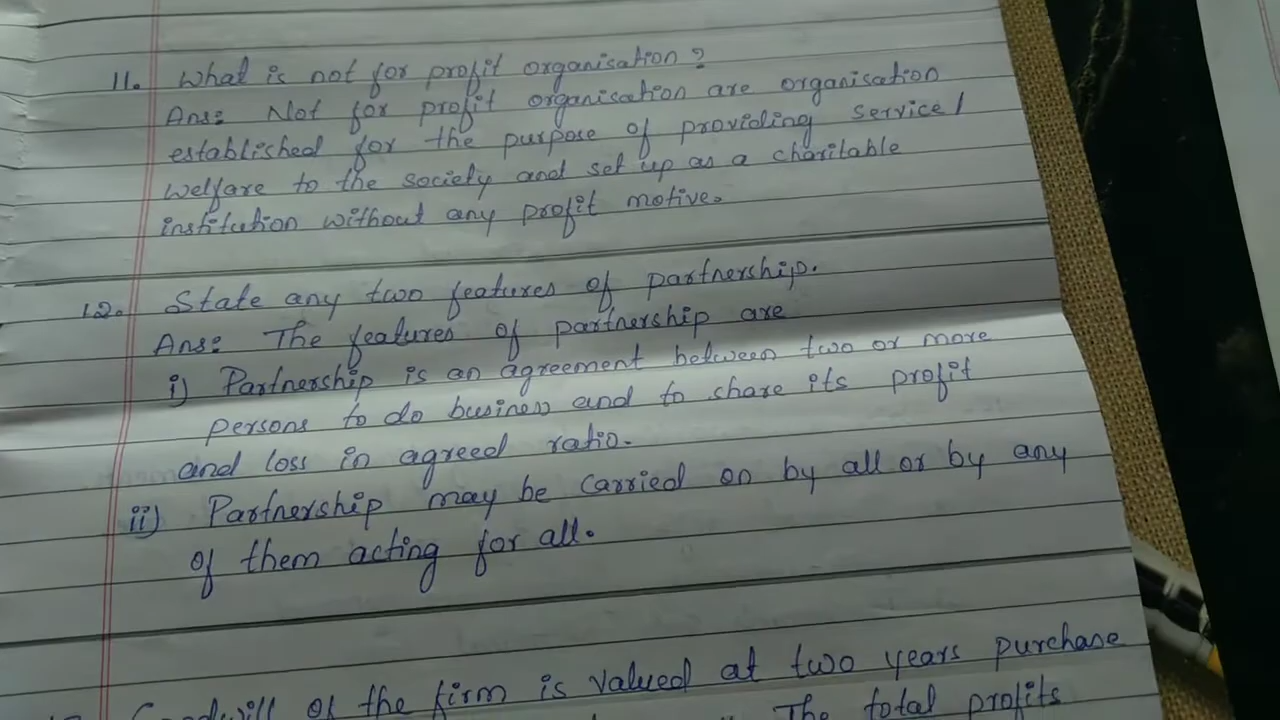 11. What is not for profit organisation?
Ans: Not for profit organisation are organisation
established for the purpose of providing service/
welfare to the society and set up as a charitable
institution without any profit motive.
12. State any two features of partnership.
Ans: The features of partnership are
i) Partnership is an agreement between two or more
persons to do business and to share its profit
and loss in agreed ratio.
ii) Partnership may be carried on by all or by any
of them acting for all.
Goodwill of the firm is valued at two years purchase
The total profits